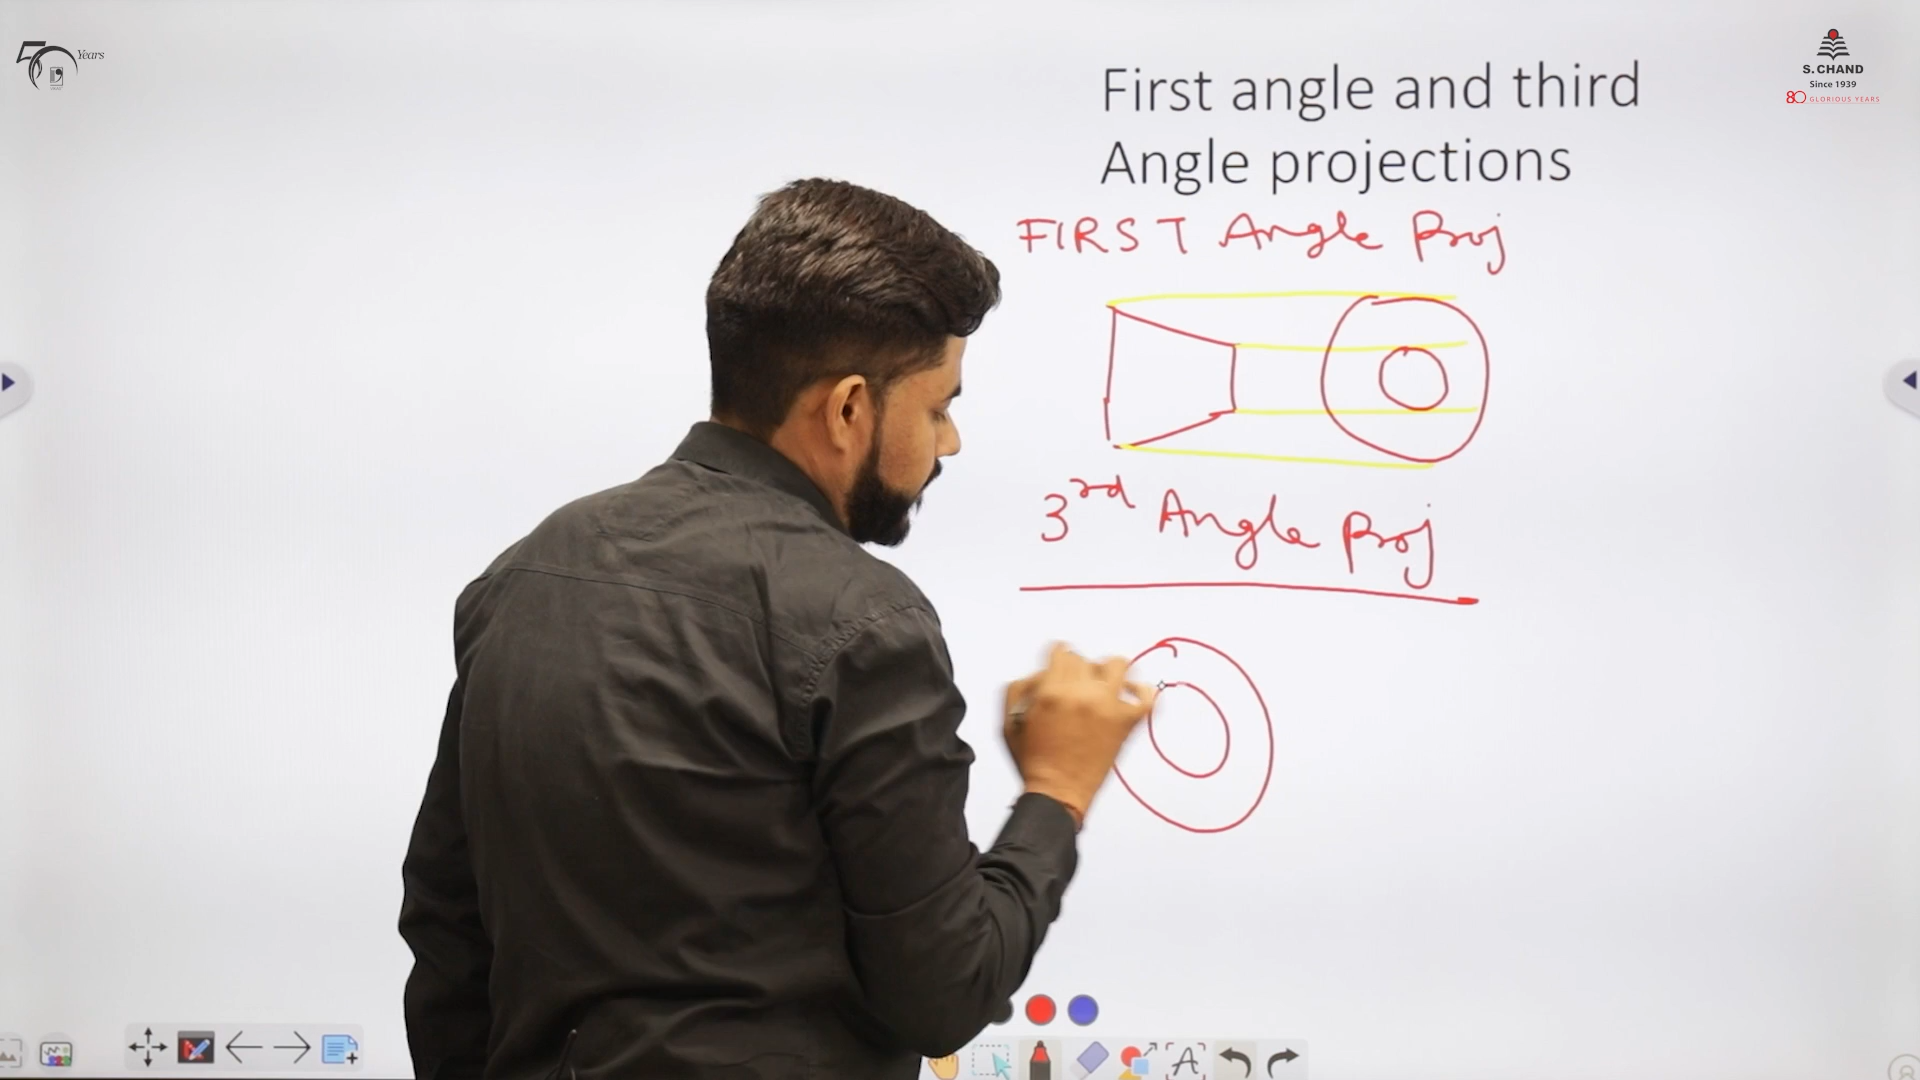 50 Years
S.CHAND
Since 1939
80 GLORIOUS YEARS
First angle and third
Angle projections
FIRST Angle Proj
3rd Angle Proj
A